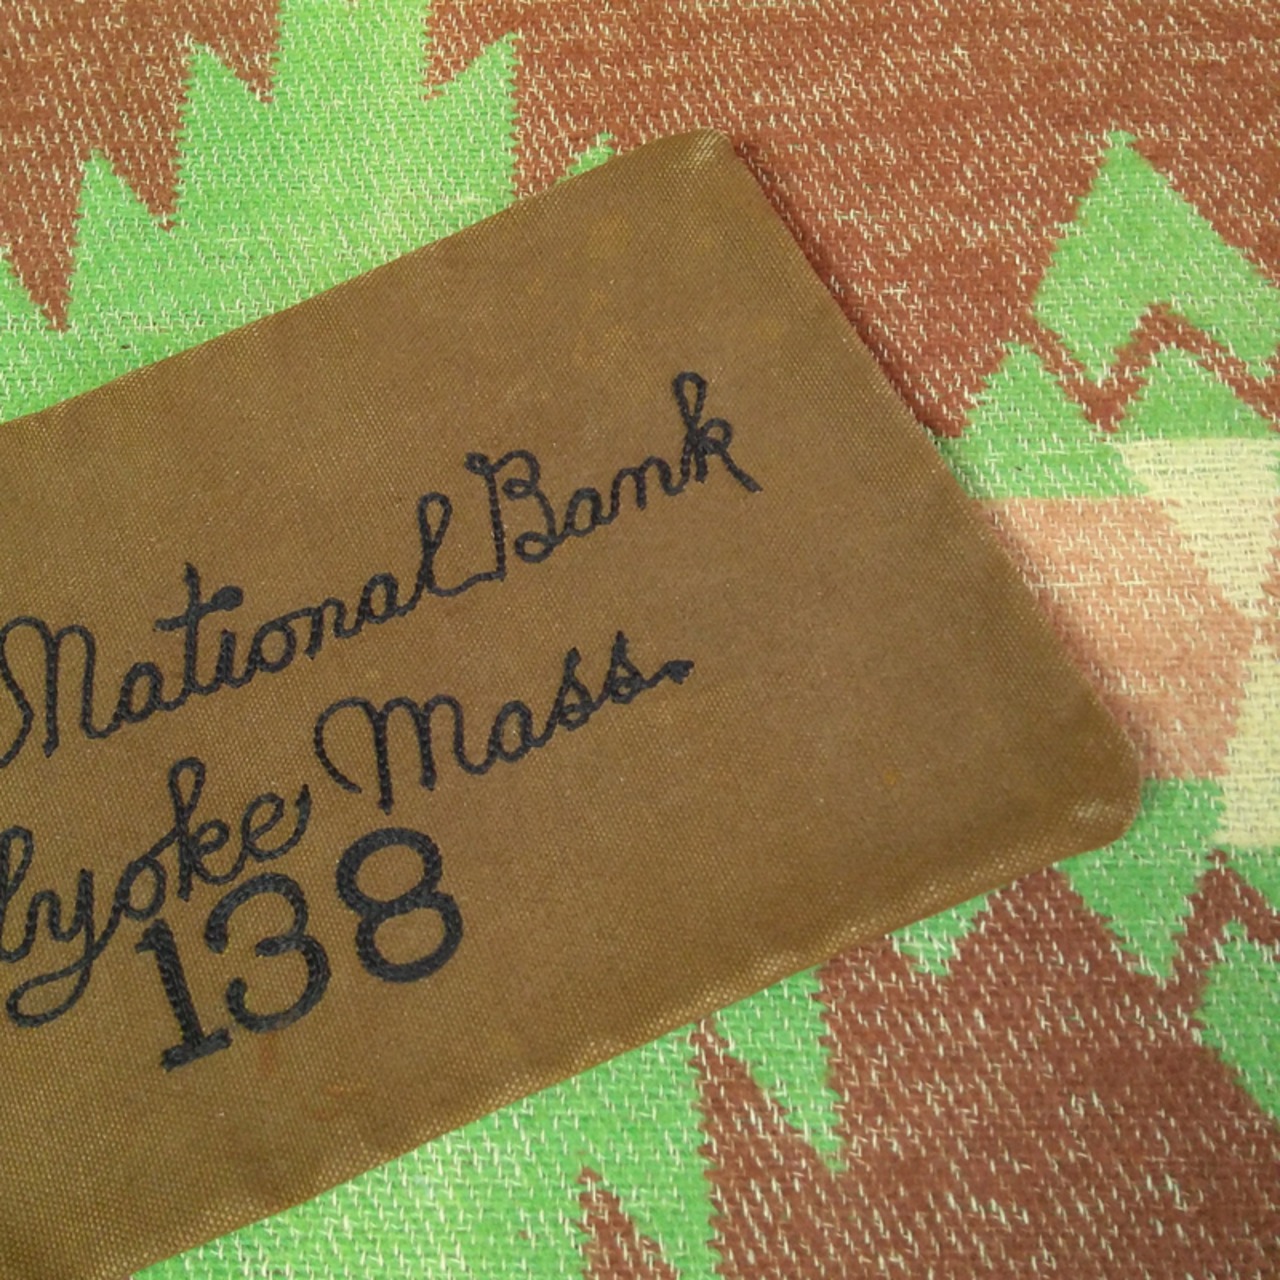 National Bank
lyoke, Mass.
138